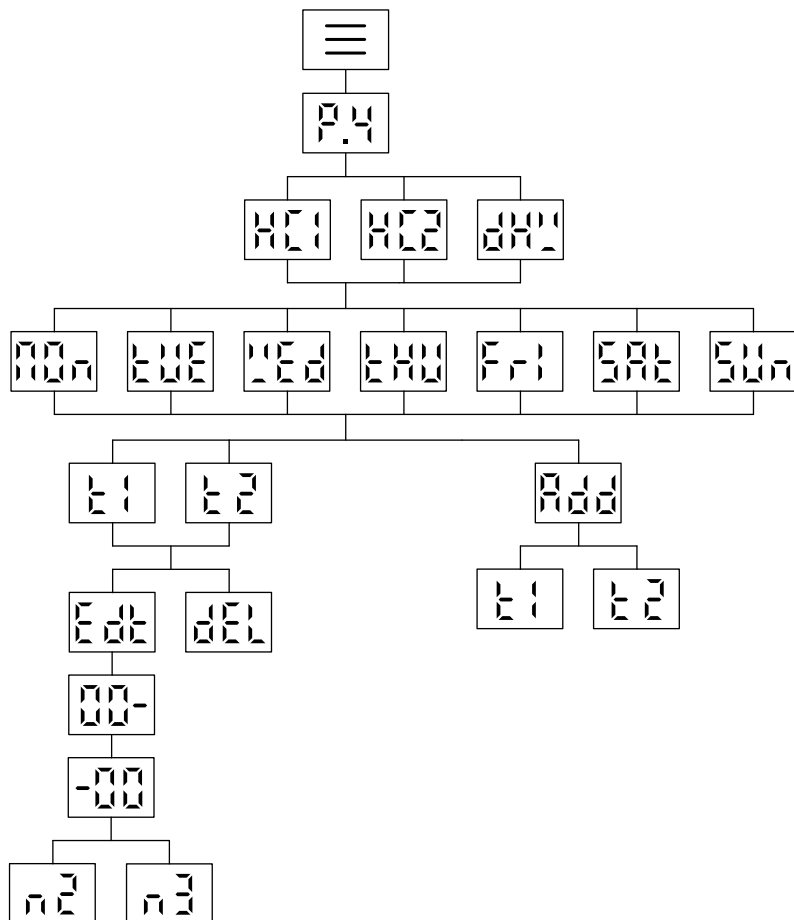 P.4
HC1 HC2 dHW
MOn tUE WEd tHU FrI SAt SUn
t1 t2 Add
t1 t2
Edt dEL
00-
-00
n2 n3